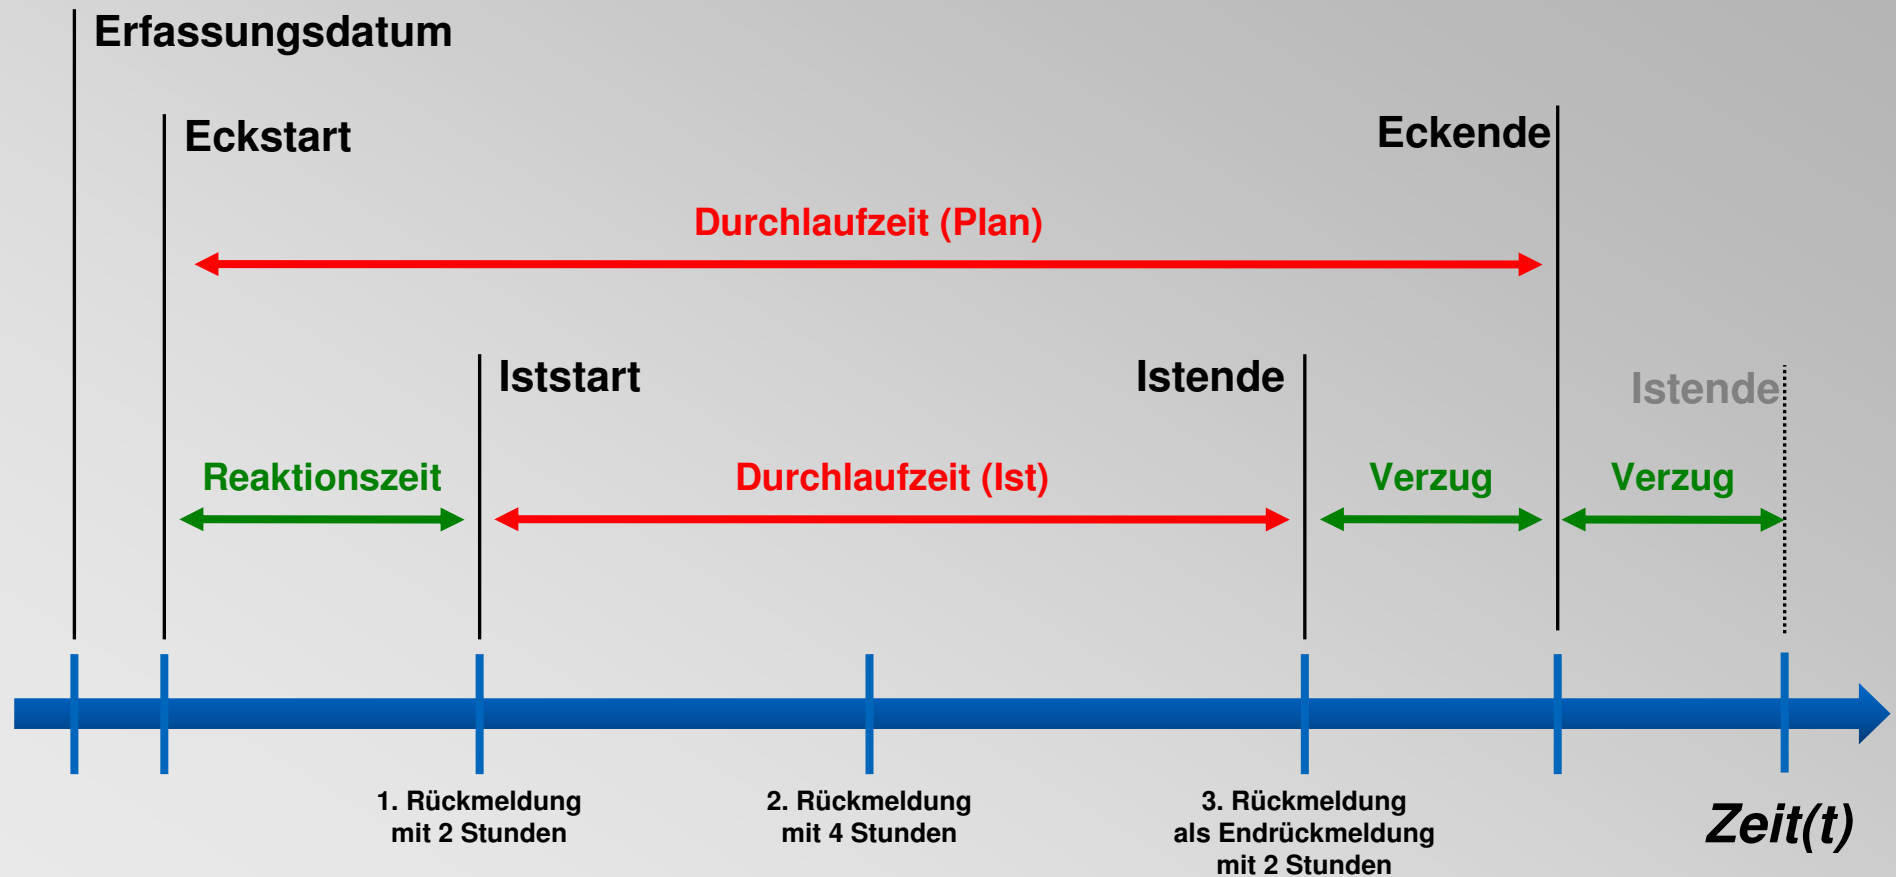 Erfassungsdatum
Eckstart
Eckende
Durchlaufzeit (Plan)
Iststart
Istende
Istende
Reaktionszeit
Durchlaufzeit (Ist)
Verzug
Verzug
1. Rückmeldung
mit 2 Stunden
2. Rückmeldung
mit 4 Stunden
3. Rückmeldung
als Endrückmeldung
mit 2 Stunden
Zeit(t)